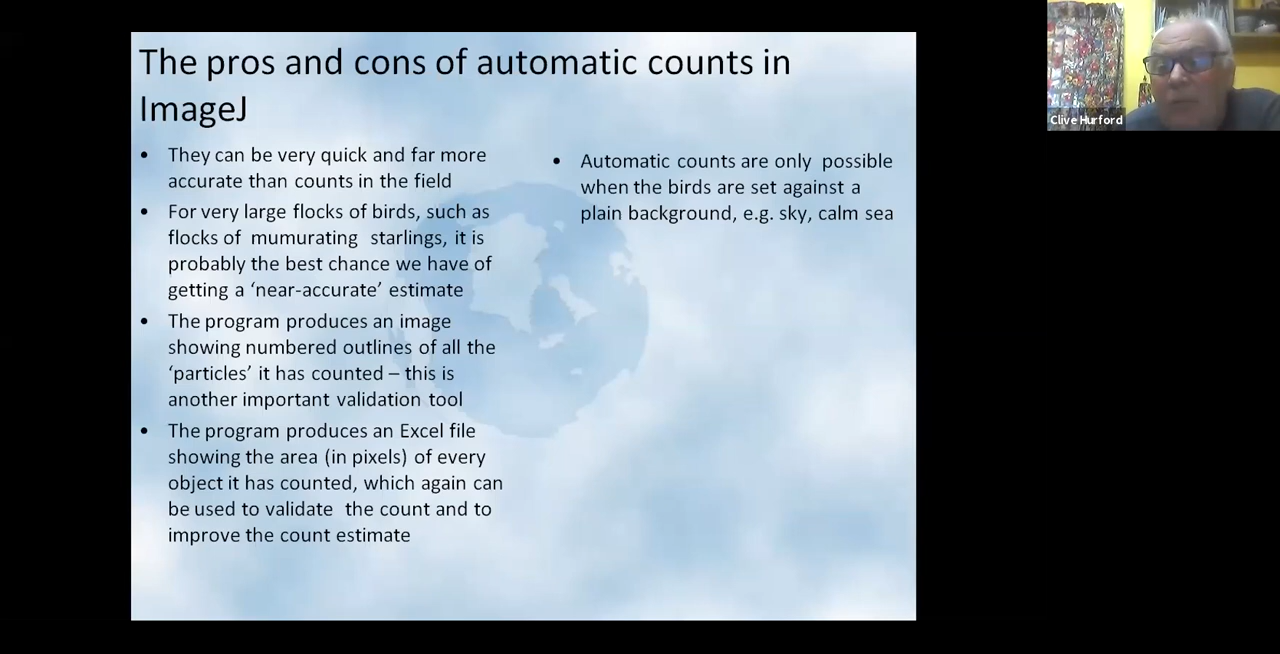 The pros and cons of automatic counts in
ImageJ
• They can be very quick and far more
accurate than counts in the field
• For very large flocks of birds, such as
flocks of mumurating starlings, it is
probably the best chance we have of
getting a ‘near-accurate’ estimate
• The program produces an image
showing numbered outlines of all the
‘particles’ it has counted – this is
another important validation tool
• The program produces an Excel file
showing the area (in pixels) of every
object it has counted, which again can
be used to validate the count and to
improve the count estimate
• Automatic counts are only possible
when the birds are set against a
plain background, e.g. sky, calm sea
Clive Hurford